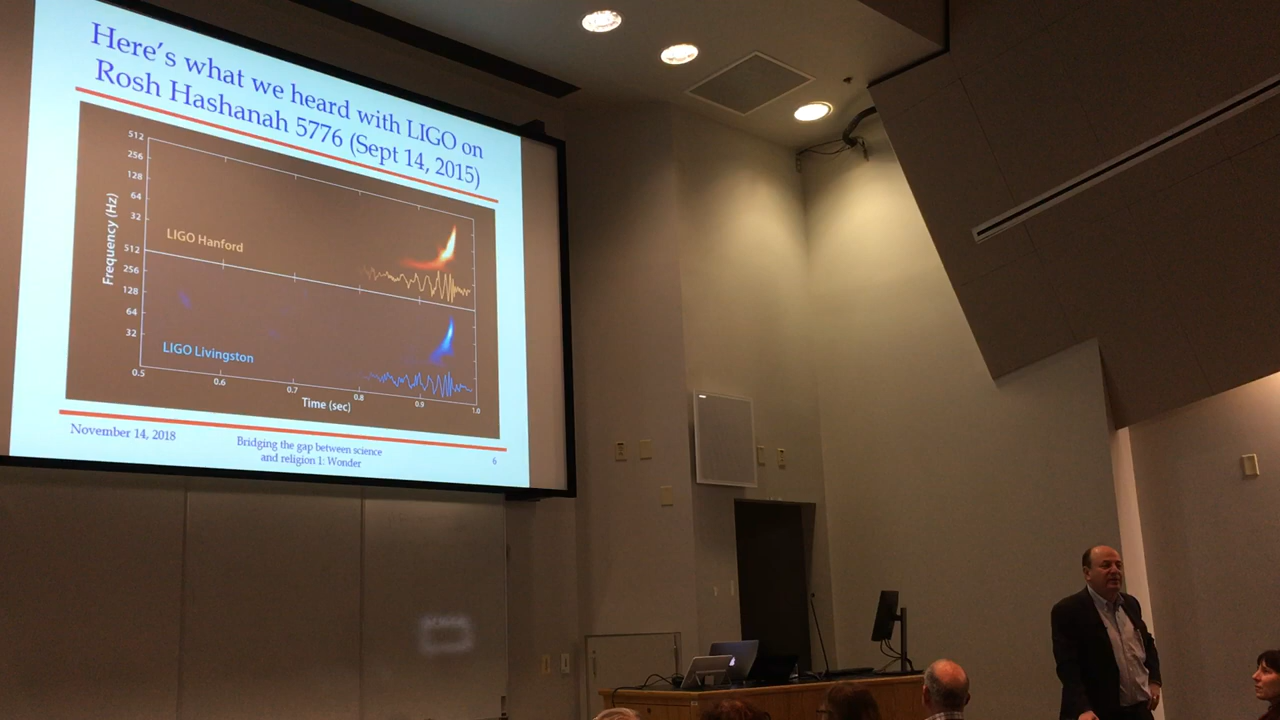 Here's what we heard with LIGO on
Rosh Hashanah 5776 (Sept 14, 2015)
512
256
128
64
32
LIGO Hanford
Frequency (Hz)
512
256
128
64
32
LIGO Livingston
0.5 0.6 0.7 0.8 0.9 1.0
Time (sec)
November 14, 2018
Bridging the gap between science
and religion 1: Wonder
6